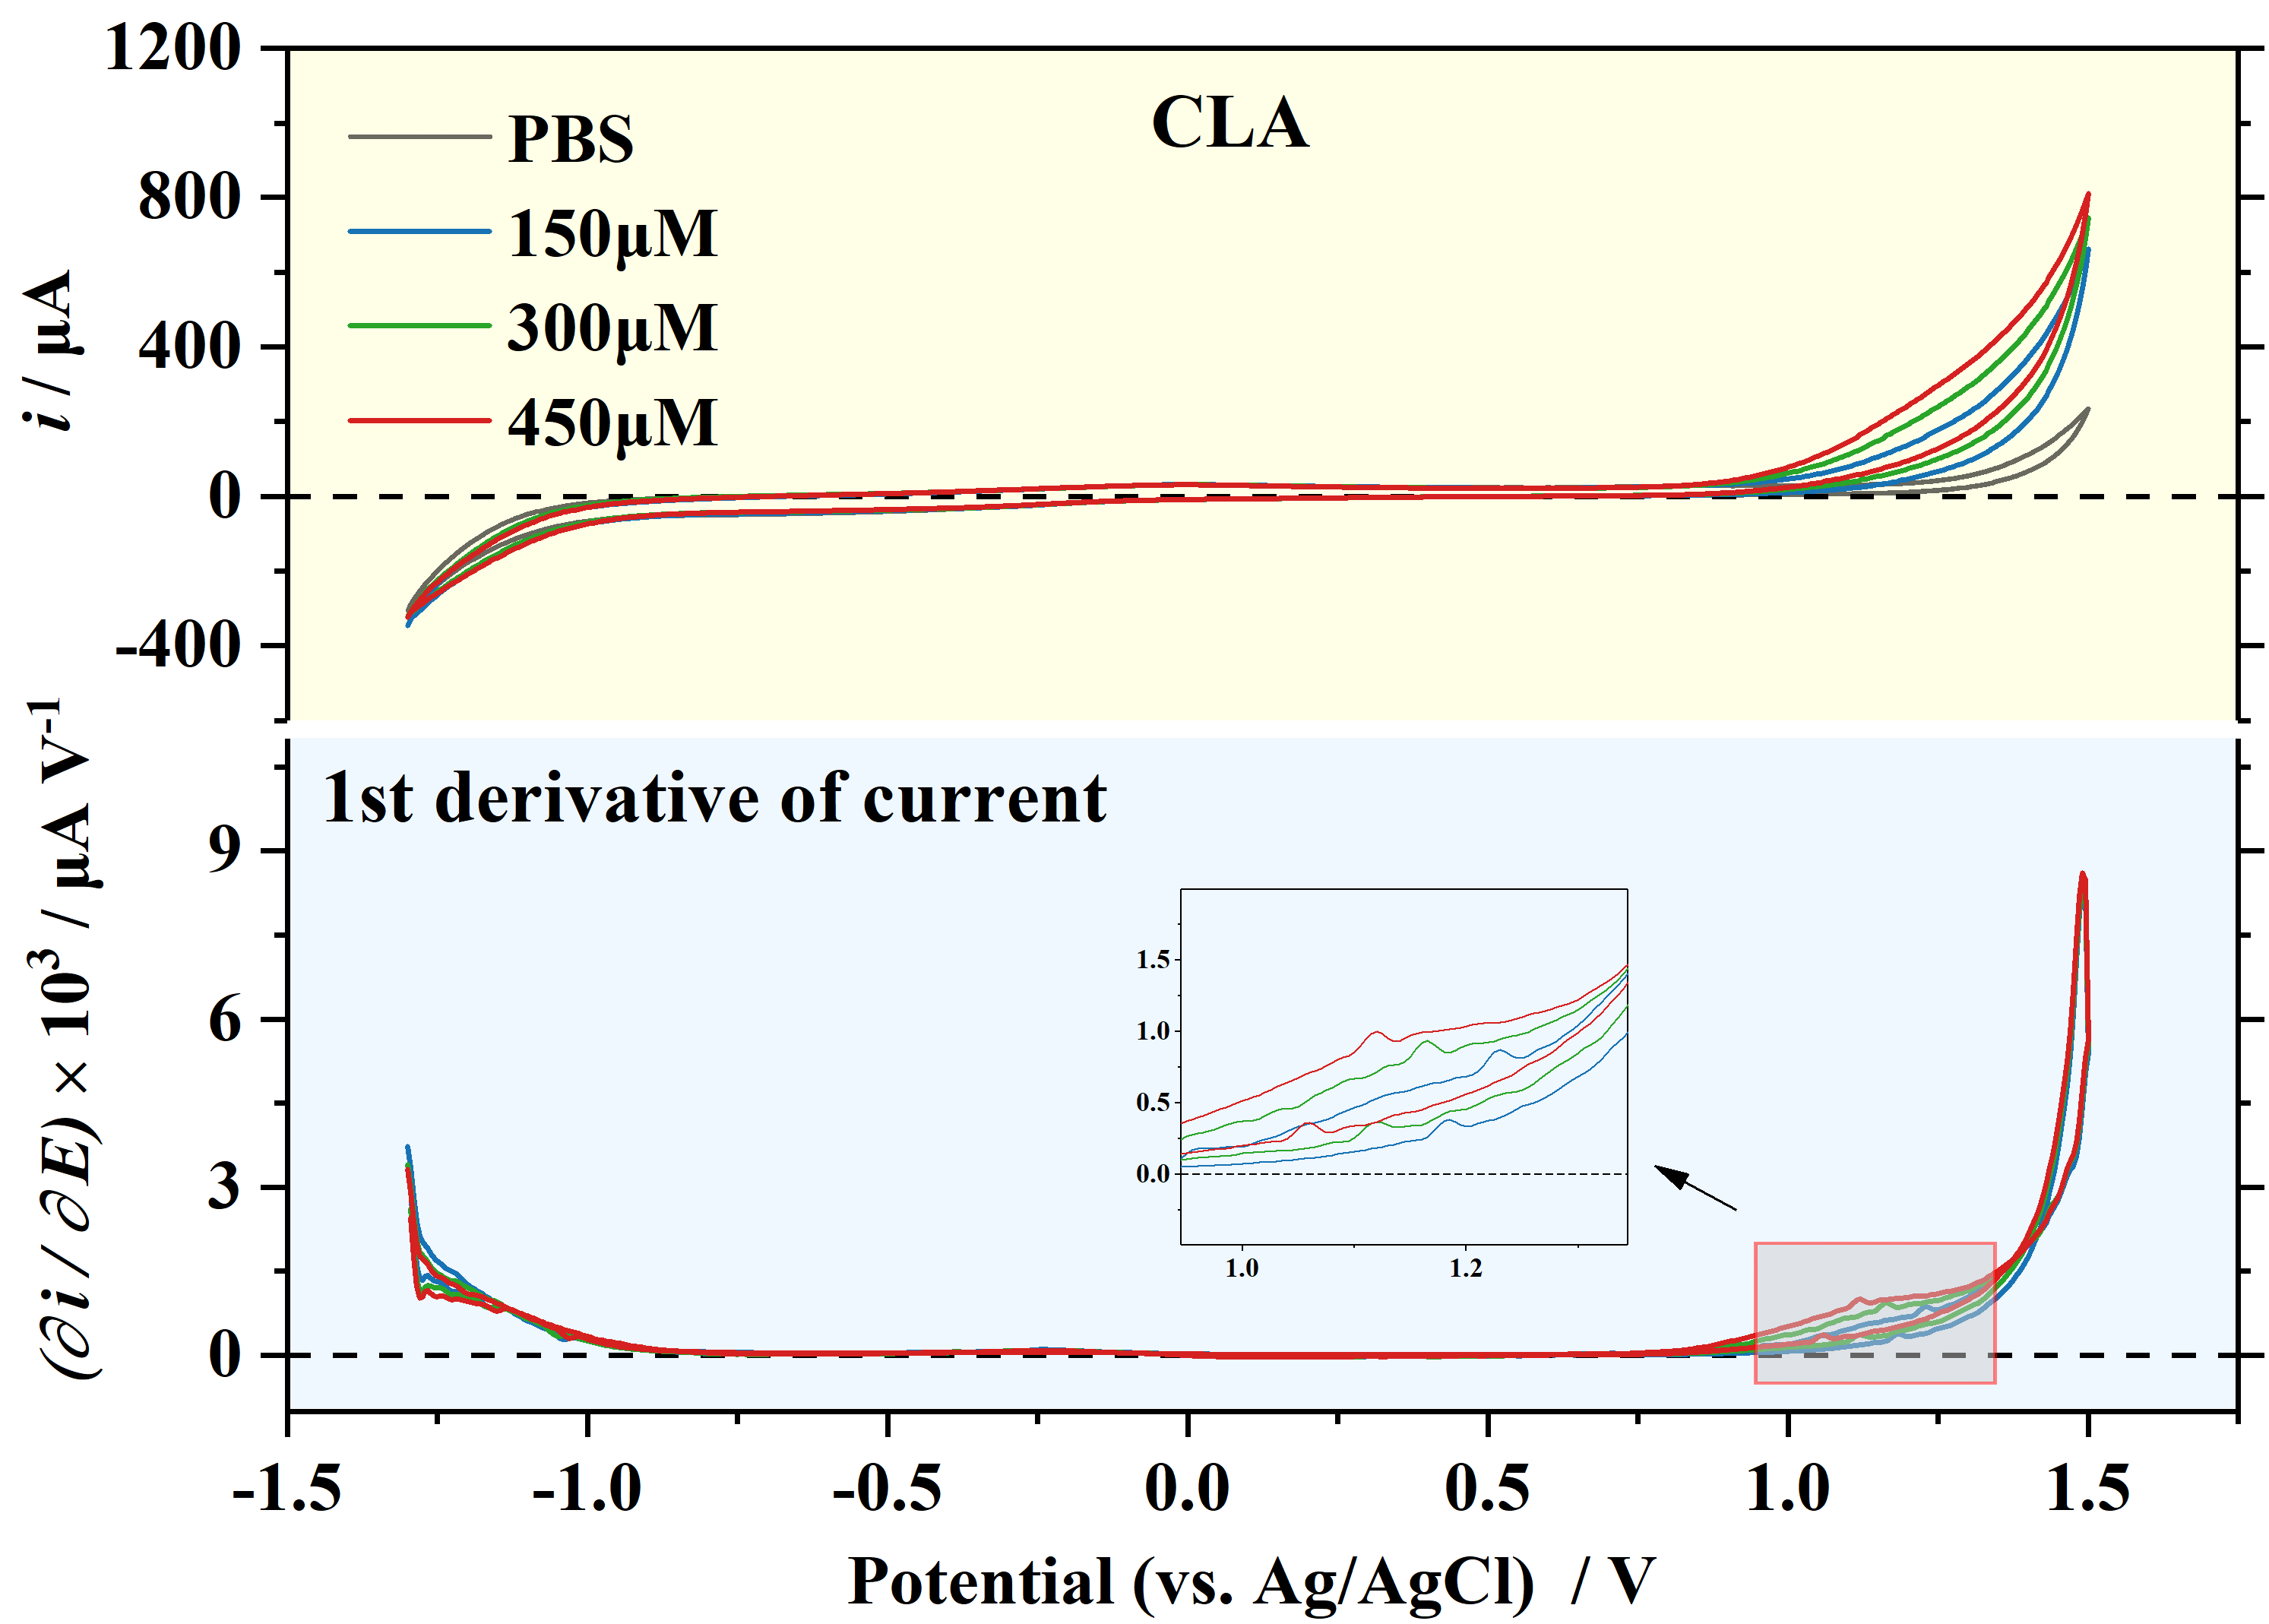 1200
800
400
0
-400
i / μA
CLA
PBS
150μM
300μM
450μM
(∂i / ∂E) × 10³ / μA V⁻¹
1st derivative of current
9
6
3
0
1.5
1.0
0.5
0.0
1.0 1.2
-1.5 -1.0 -0.5 0.0 0.5 1.0 1.5
Potential (vs. Ag/AgCl) / V